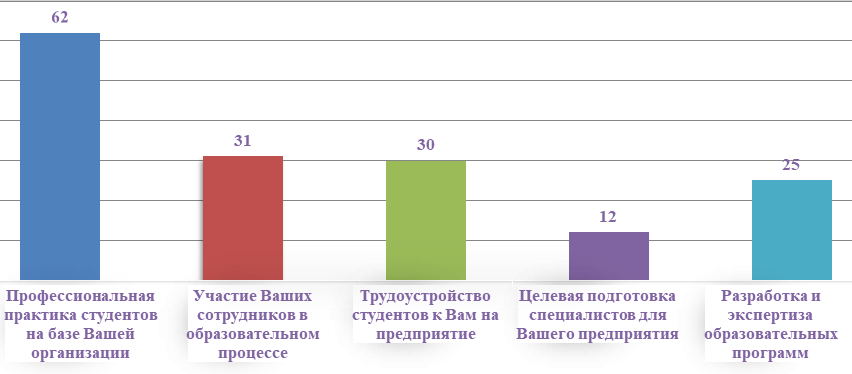 62
31
30
12
25
Профессиональная
практика студентов
на базе Вашей
организации
Участие Ваших
сотрудников в
образовательном
процессе
Трудоустройство
студентов к Вам на
предприятие
Целевая подготовка
специалистов для
Вашего предприятия
Разработка и
экспертиза
образовательных
программ